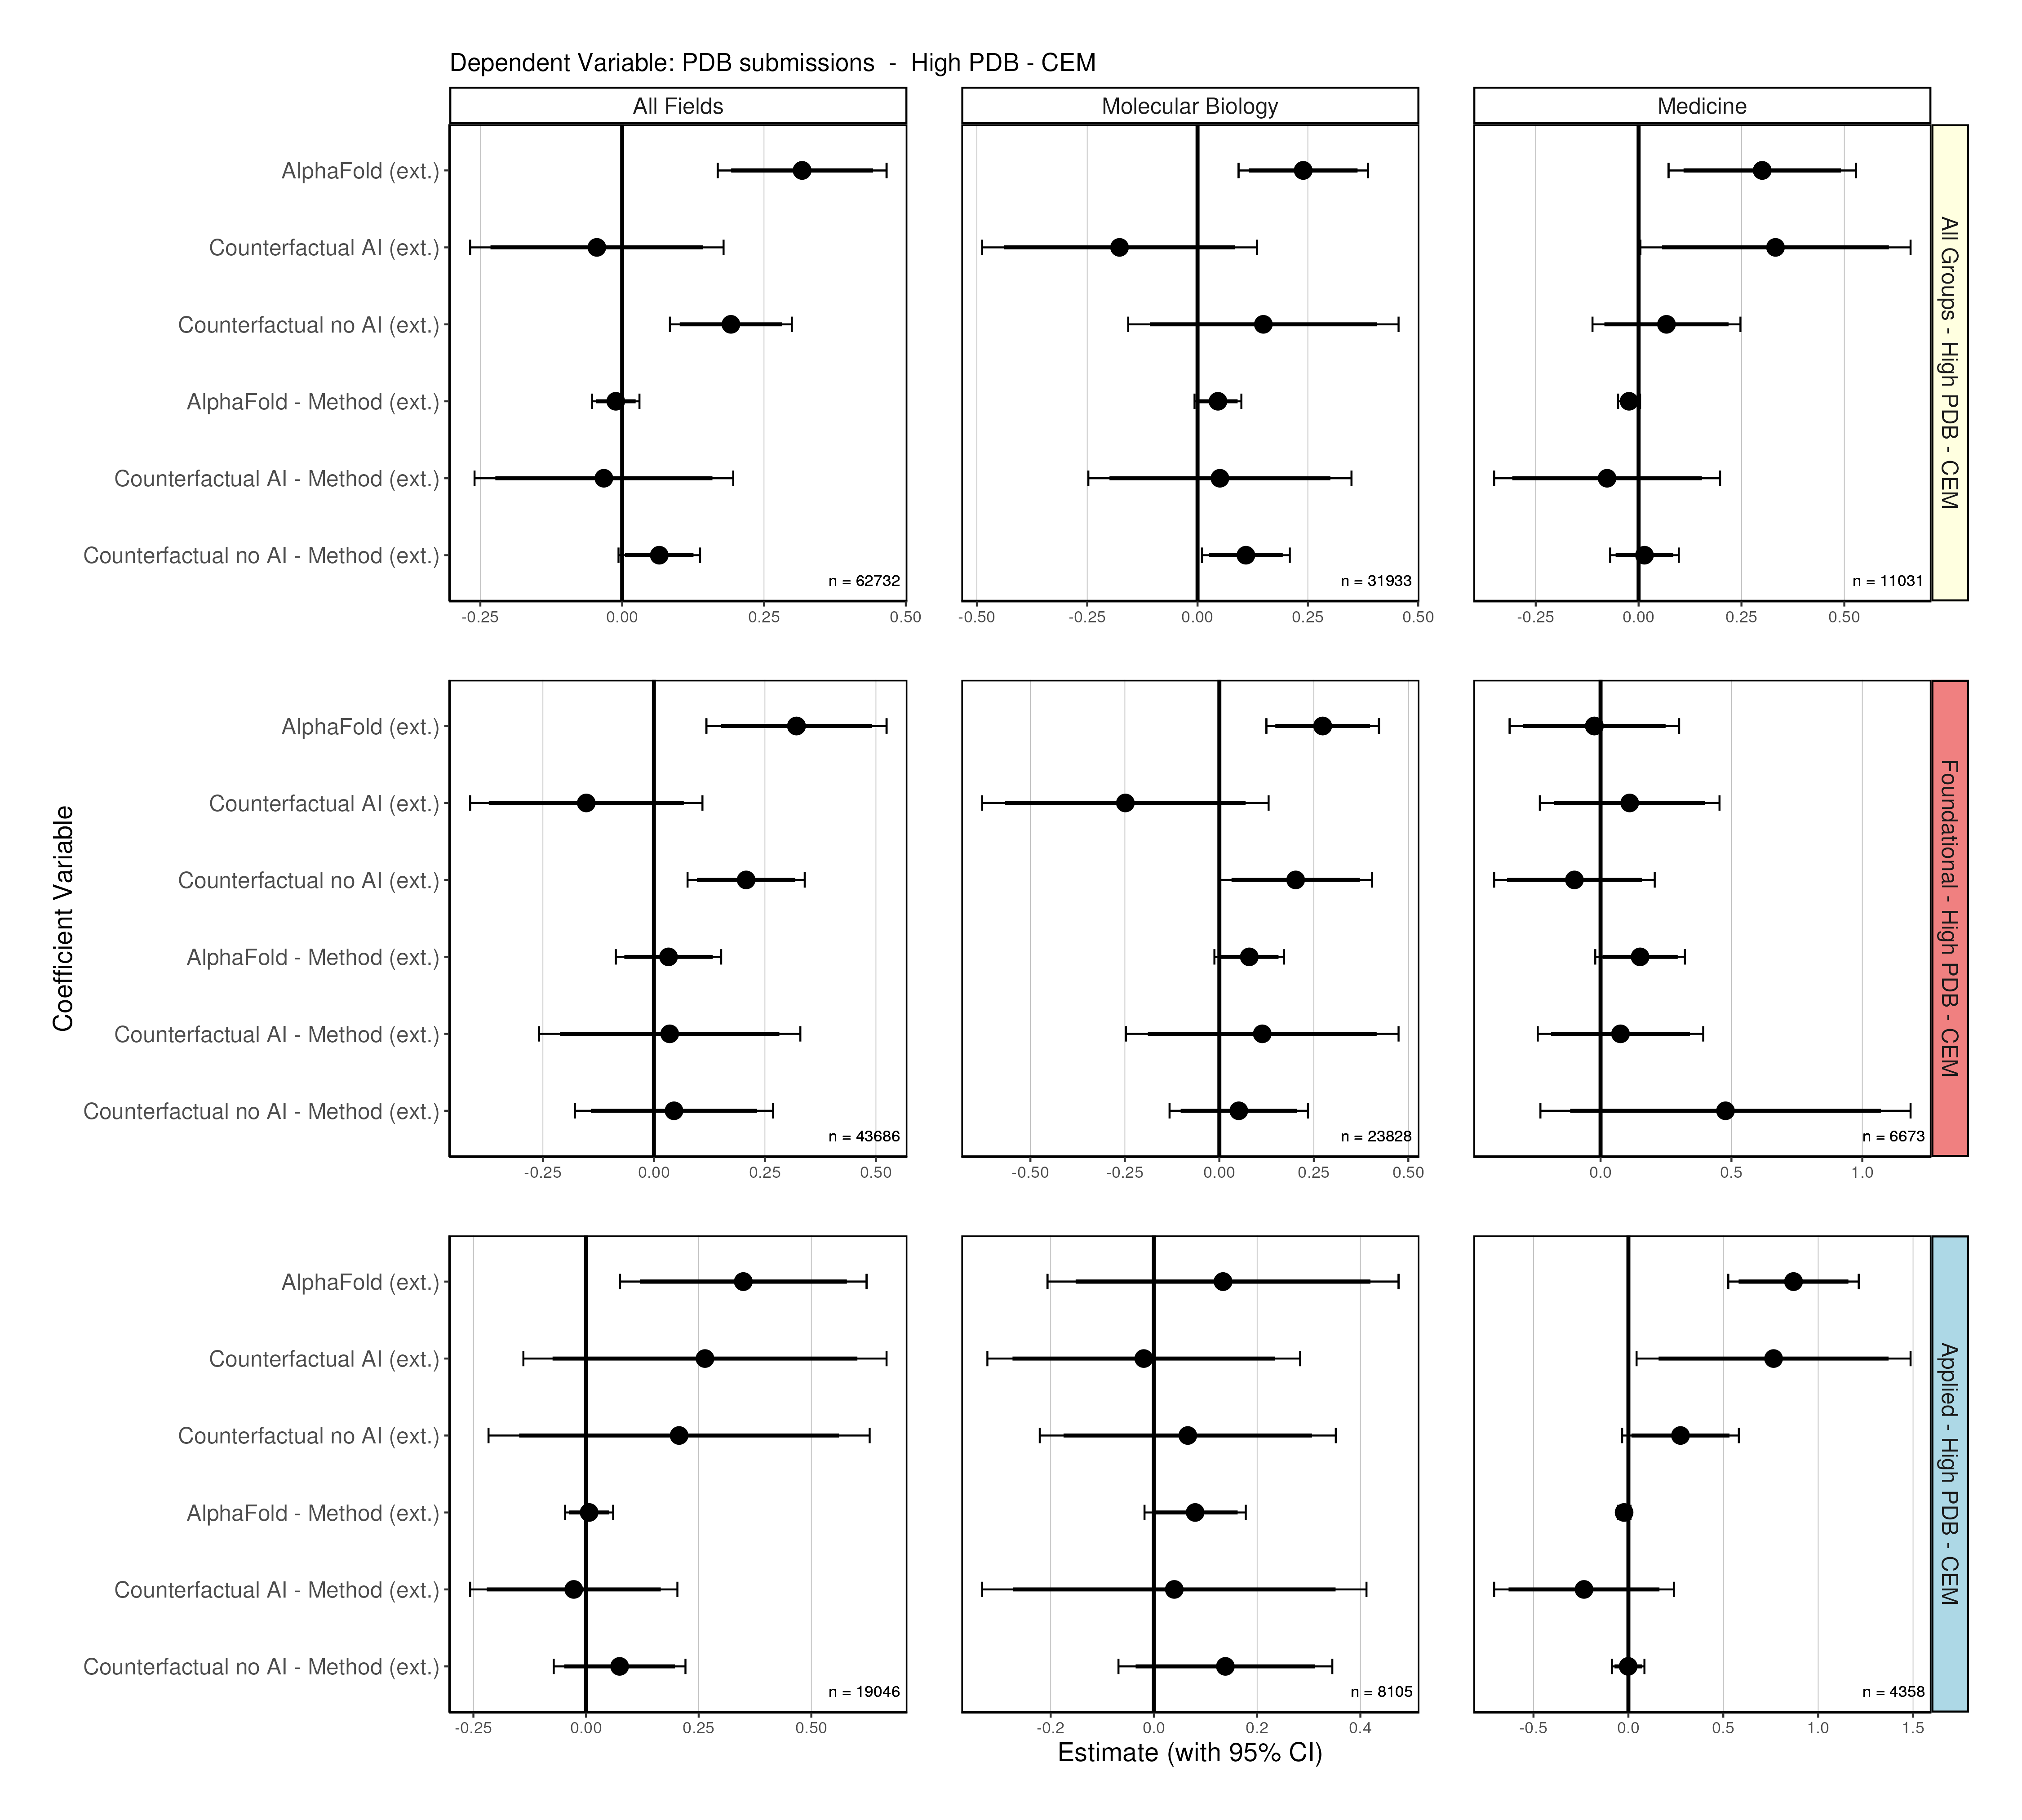 Dependent Variable: PDB submissions - High PDB - CEM
All Fields
Molecular Biology
Medicine
Coefficient Variable
AlphaFold (ext.)
Counterfactual AI (ext.)
Counterfactual no AI (ext.)
AlphaFold - Method (ext.)
Counterfactual AI - Method (ext.)
Counterfactual no AI - Method (ext.)
n = 62732
n = 31933
n = 11031
All Groups - High PDB - CEM
-0.25 0.00 0.25 0.50
-0.50 -0.25 0.00 0.25 0.50
-0.25 0.00 0.25 0.50
AlphaFold (ext.)
Counterfactual AI (ext.)
Counterfactual no AI (ext.)
AlphaFold - Method (ext.)
Counterfactual AI - Method (ext.)
Counterfactual no AI - Method (ext.)
n = 43686
n = 23828
n = 6673
Foundational - High PDB - CEM
-0.25 0.00 0.25 0.50
-0.50 -0.25 0.00 0.25 0.50
0.0 0.5 1.0
AlphaFold (ext.)
Counterfactual AI (ext.)
Counterfactual no AI (ext.)
AlphaFold - Method (ext.)
Counterfactual AI - Method (ext.)
Counterfactual no AI - Method (ext.)
n = 19046
n = 8105
n = 4358
Applied - High PDB - CEM
-0.25 0.00 0.25 0.50
-0.2 0.0 0.2 0.4
-0.5 0.0 0.5 1.0 1.5
Estimate (with 95% CI)